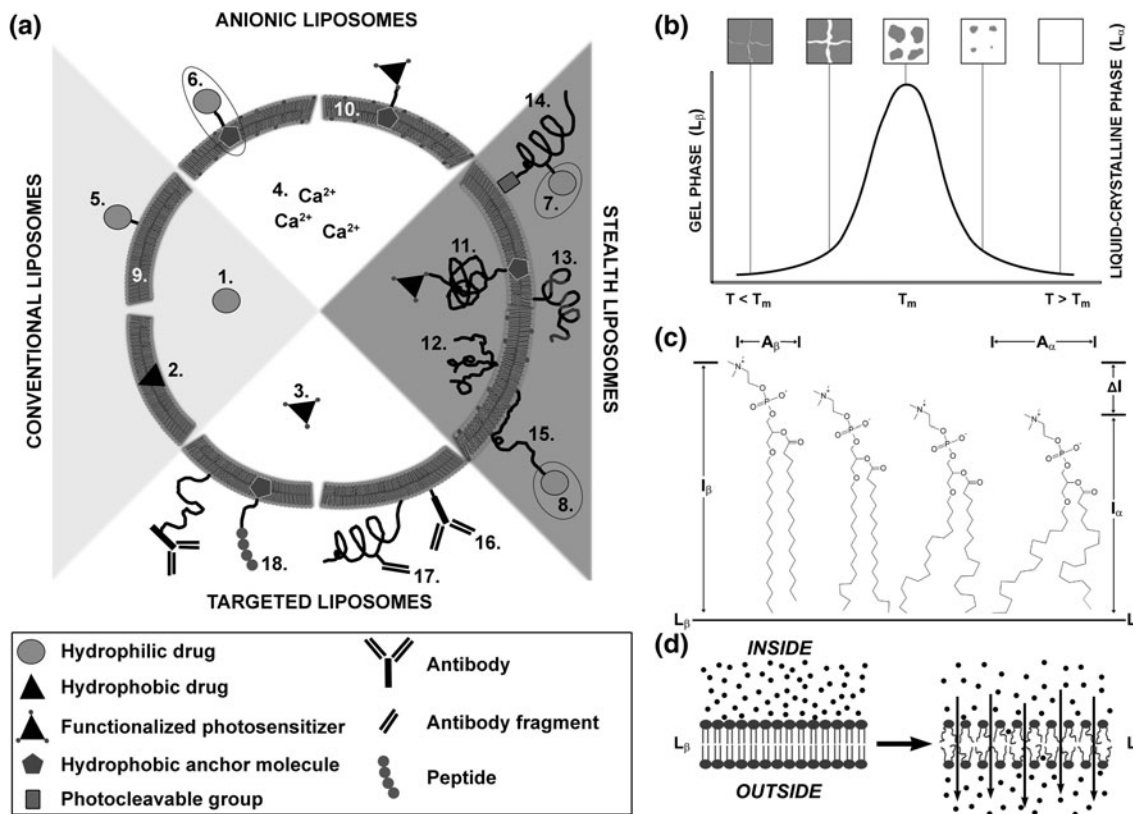 (a)
ANIONIC LIPOSOMES
CONVENTIONAL LIPOSOMES
STEALTH LIPOSOMES
TARGETED LIPOSOMES
6.
10.
14.
5.
4. Ca²⁺
Ca²⁺ Ca²⁺
7.
9.
1.
11.
13.
2.
12.
3.
15.
8.
16.
17.
18.
Hydrophilic drug
Hydrophobic drug
Functionalized photosensitizer
Hydrophobic anchor molecule
Photocleavable group
Antibody
Antibody fragment
Peptide
(b)
GEL PHASE (Lβ)
LIQUID-CRYSTALLINE PHASE (Lα)
T < Tm
Tm
T > Tm
(c)
Aβ
Aα
Δl
lβ
lα
N⁺ O O P O⁻ O O O O
N⁺ O O P O⁻ O O O O
N⁺ O O P O⁻ O O O O
N⁺ O O P O⁻ O O O O
Lβ
L
(d)
INSIDE
Lβ
L
OUTSIDE